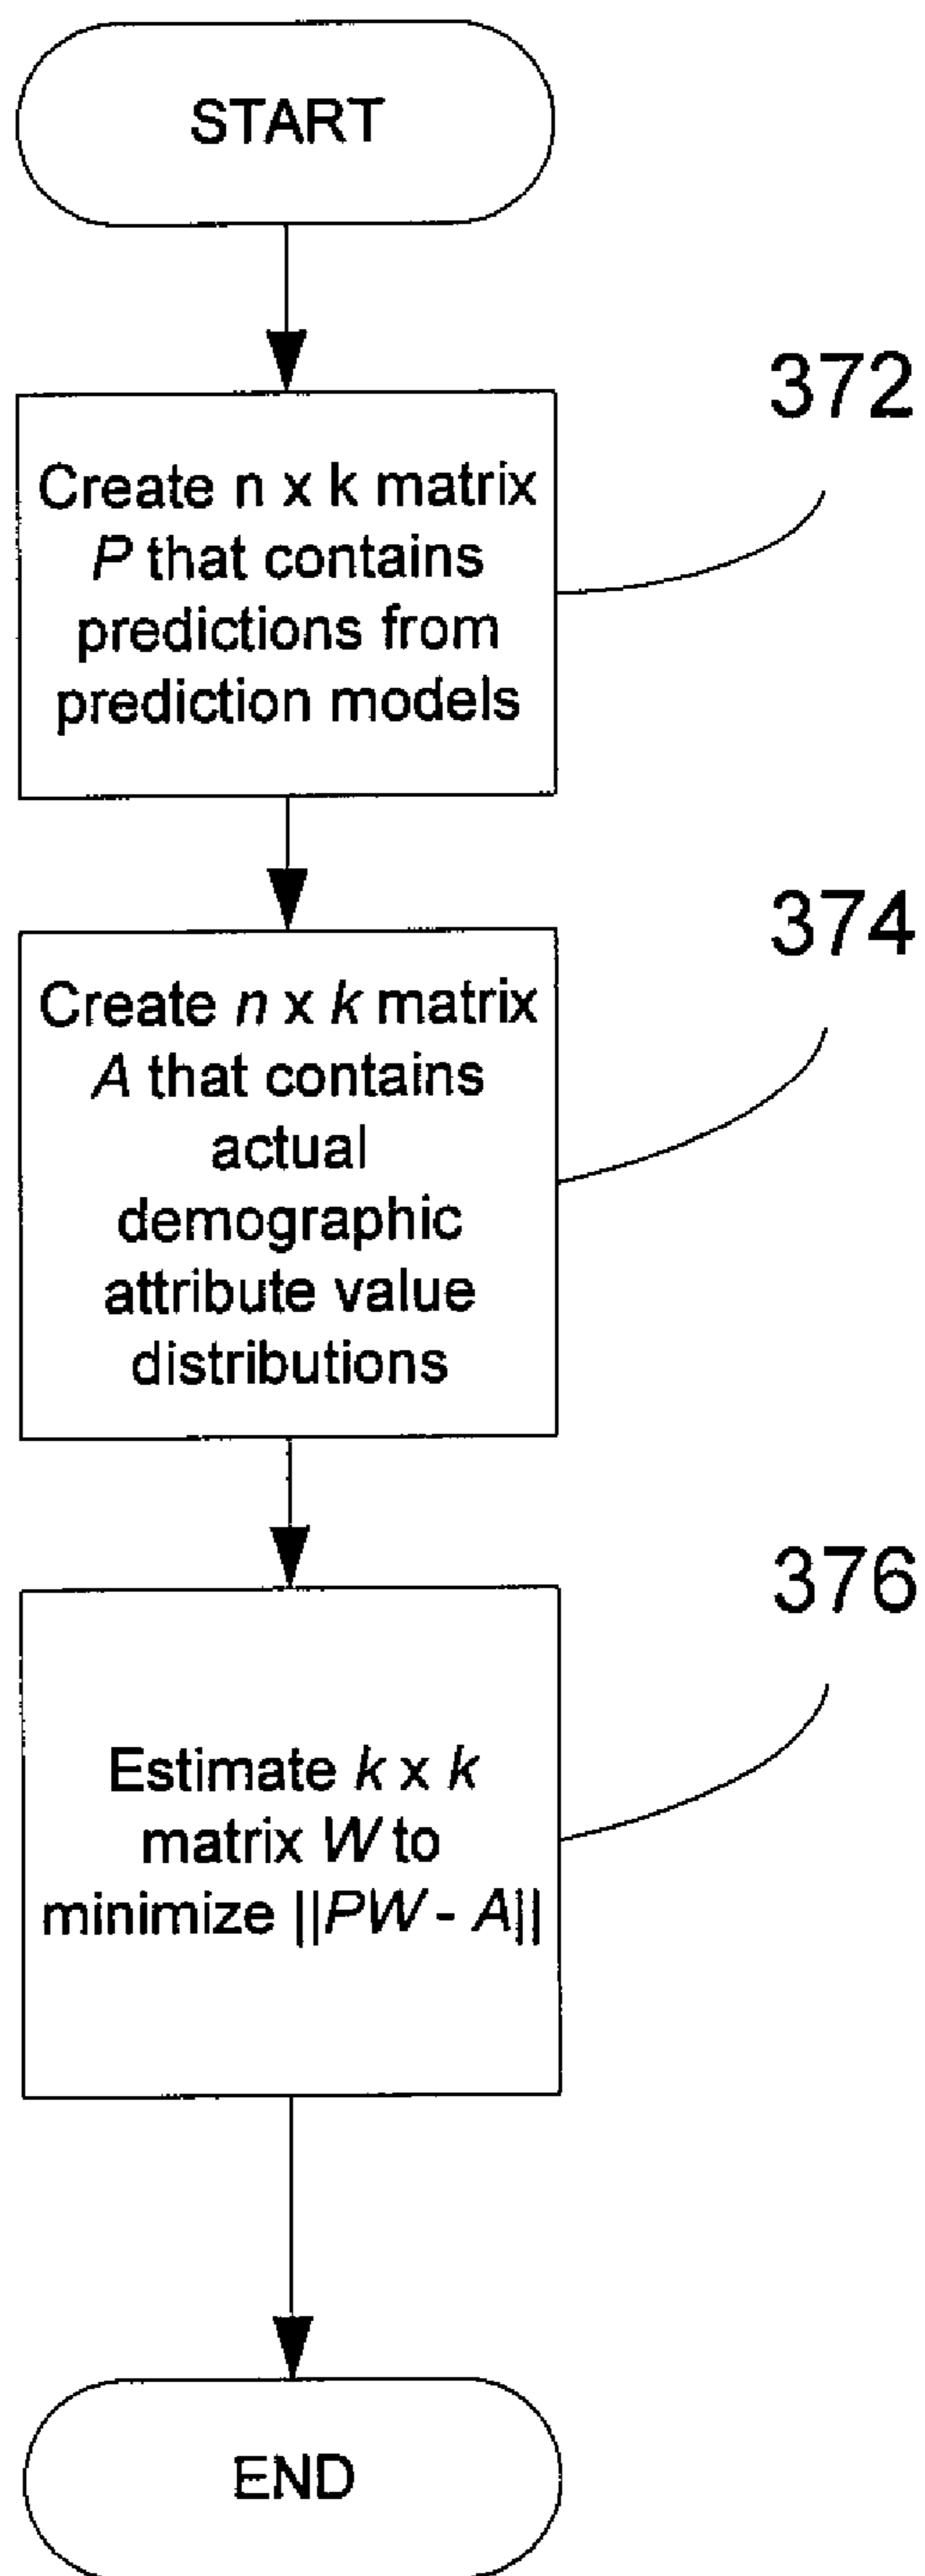 START
372
Create n x k matrix
P that contains
predictions from
prediction models
374
Create n x k matrix
A that contains
actual
demographic
attribute value
distributions
376
Estimate k x k
matrix W to
minimize ||PW - A||
END